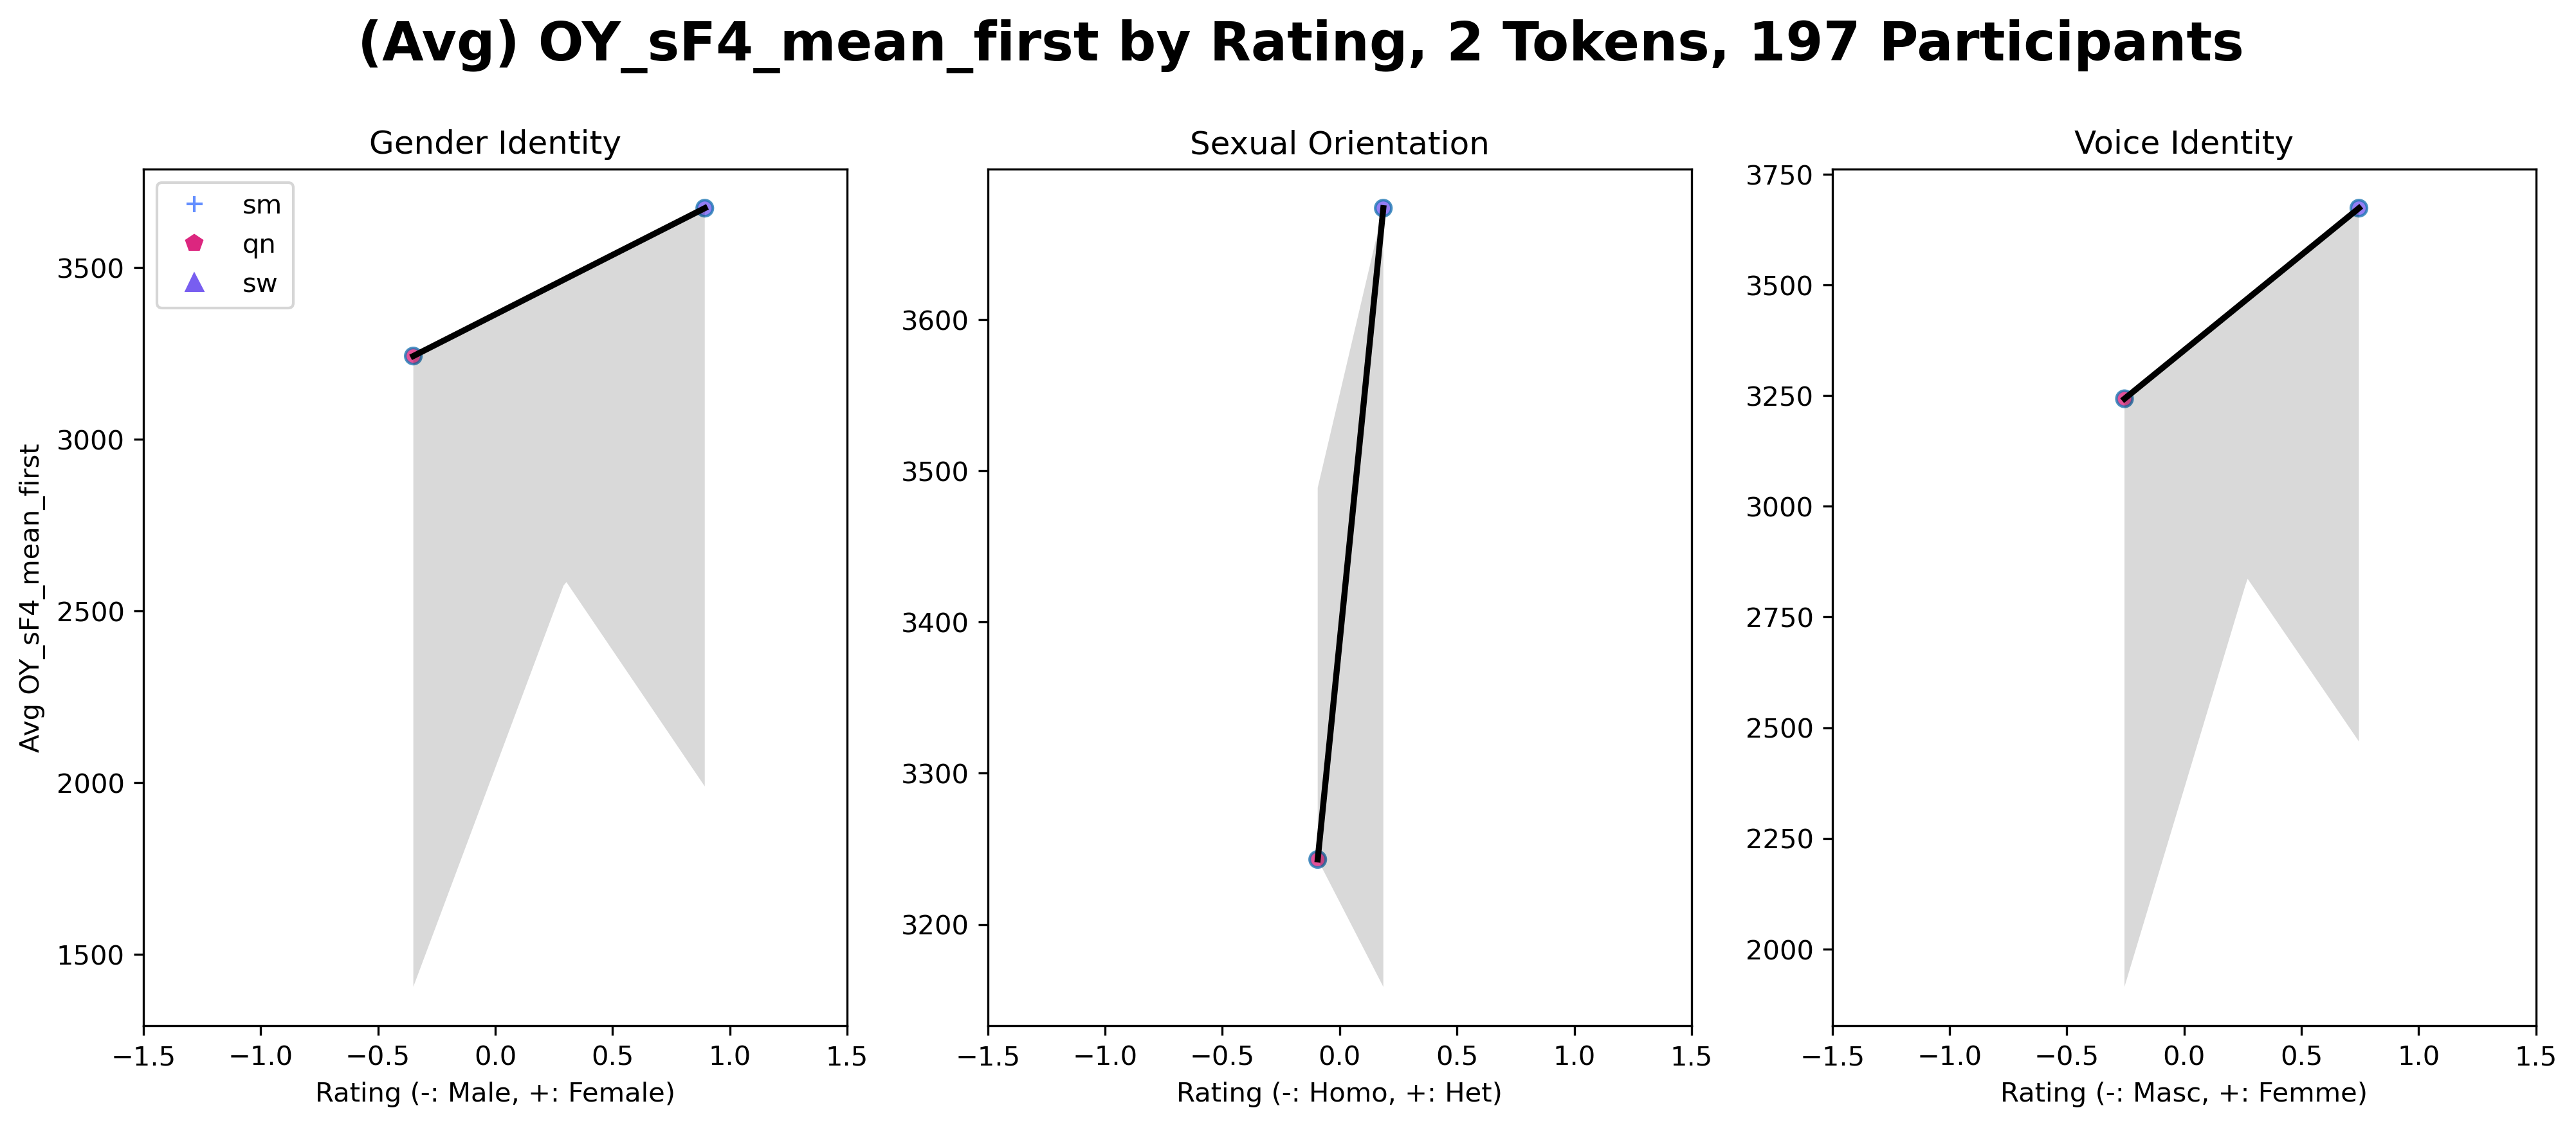 (Avg) OY_sF4_mean_first by Rating, 2 Tokens, 197 Participants
Gender Identity
sm
qn
sw
Avg OY_sF4_mean_first
3500
3000
2500
2000
1500
−1.5 −1.0 −0.5 0.0 0.5 1.0 1.5
Rating (-: Male, +: Female)
Sexual Orientation
3600
3500
3400
3300
3200
−1.5 −1.0 −0.5 0.0 0.5 1.0 1.5
Rating (-: Homo, +: Het)
Voice Identity
3750
3500
3250
3000
2750
2500
2250
2000
−1.5 −1.0 −0.5 0.0 0.5 1.0 1.5
Rating (-: Masc, +: Femme)